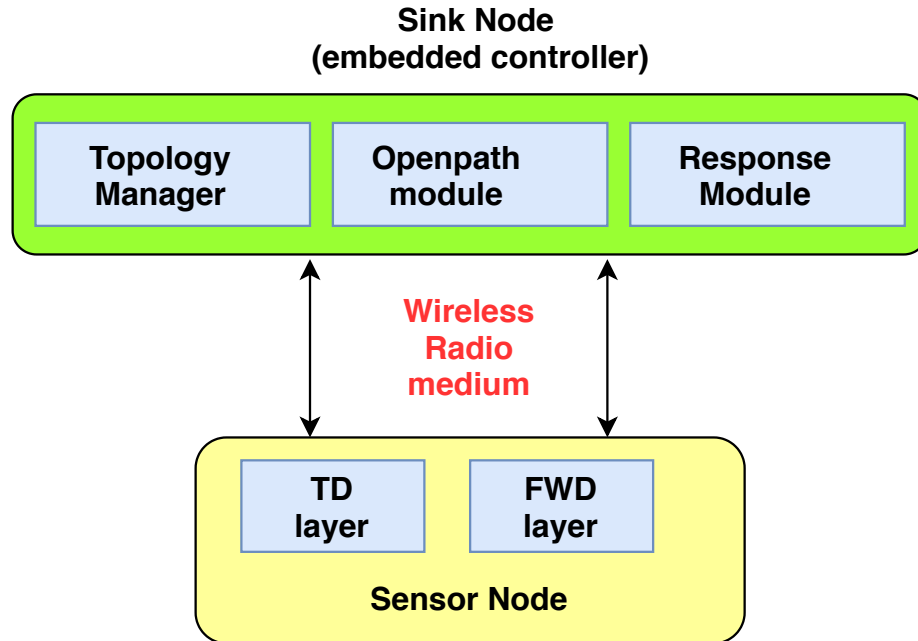 Sink Node
(embedded controller)
Topology
Manager
Openpath
module
Response
Module
Wireless
Radio
medium
TD
layer
FWD
layer
Sensor Node